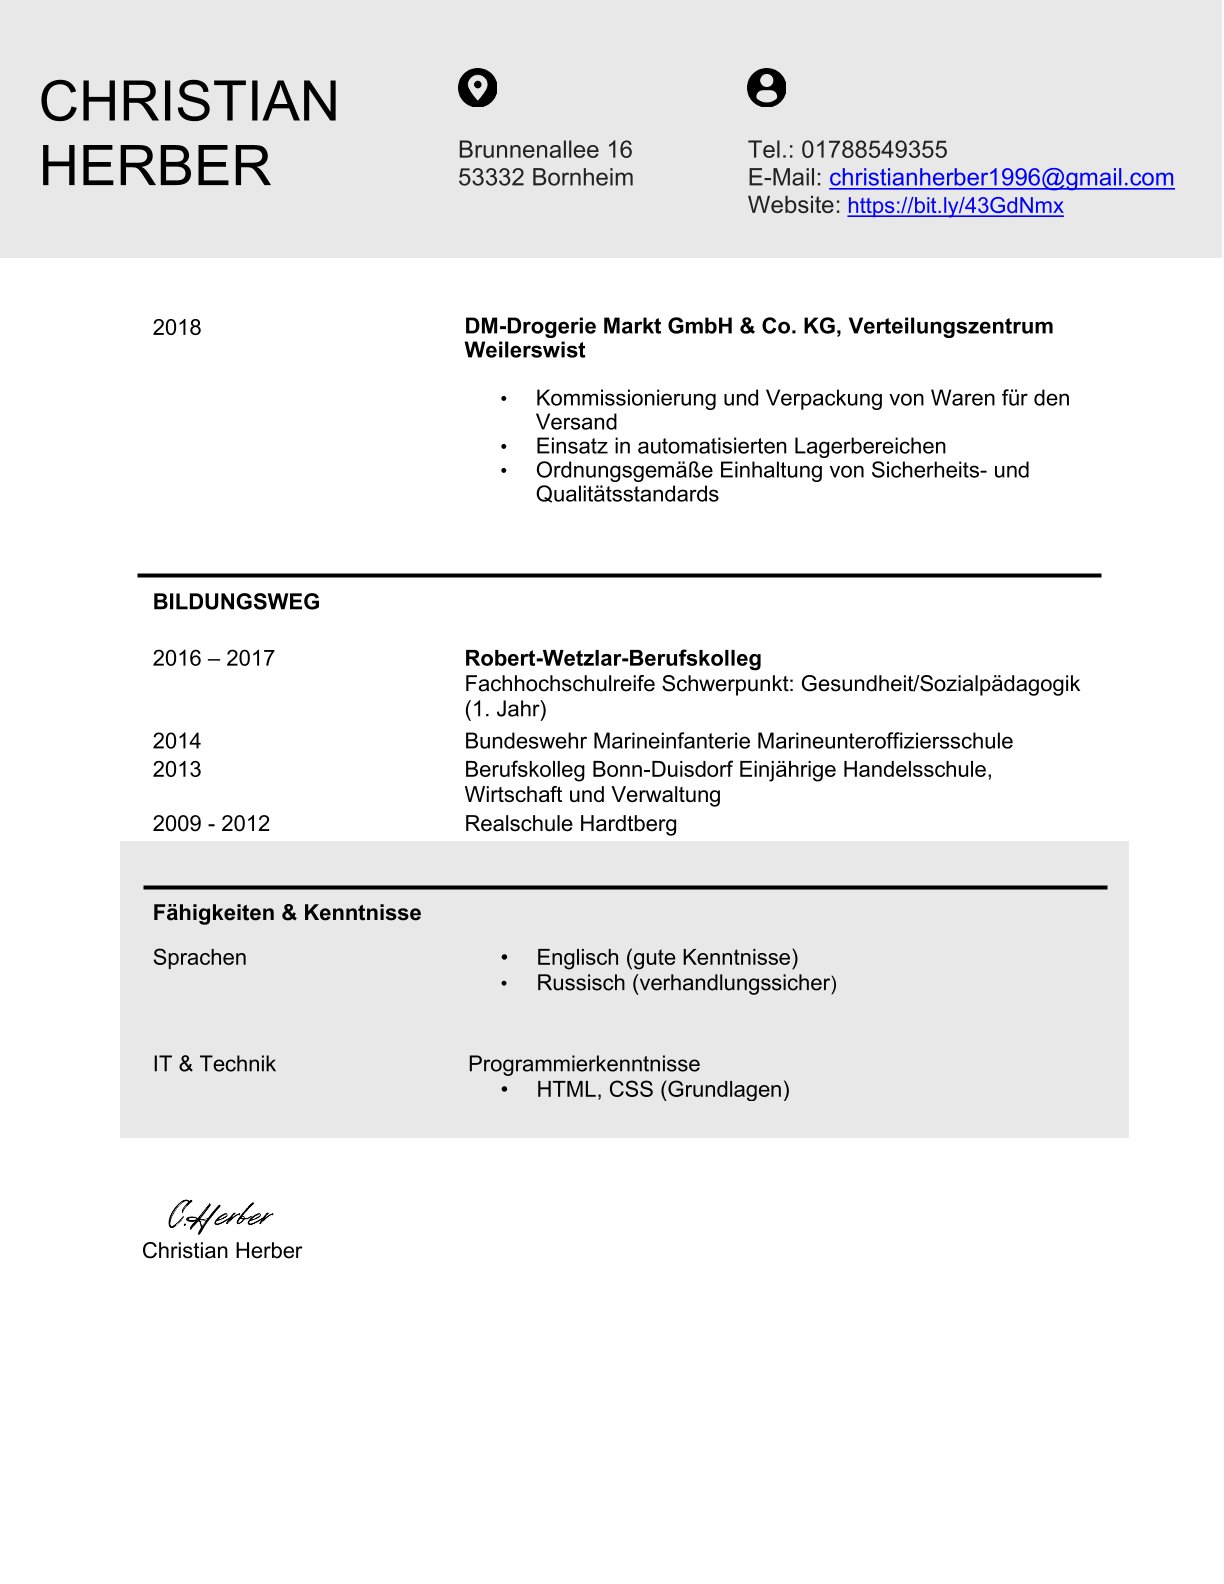 CHRISTIAN
HERBER
Brunnenallee 16
53332 Bornheim
Tel.: 01788549355
E-Mail: christianherber1996@gmail.com
Website: https://bit.ly/43GdNmx
2018
DM-Drogerie Markt GmbH & Co. KG, Verteilungszentrum
Weilerswist
• Kommissionierung und Verpackung von Waren für den
Versand
• Einsatz in automatisierten Lagerbereichen
• Ordnungsgemäße Einhaltung von Sicherheits- und
Qualitätsstandards
BILDUNGSWEG
2016 – 2017 Robert-Wetzlar-Berufskolleg
Fachhochschulreife Schwerpunkt: Gesundheit/Sozialpädagogik
(1. Jahr)
2014 Bundeswehr Marineinfanterie Marineunteroffiziersschule
2013 Berufskolleg Bonn-Duisdorf Einjährige Handelsschule,
Wirtschaft und Verwaltung
2009 - 2012 Realschule Hardtberg
Fähigkeiten & Kenntnisse
Sprachen • Englisch (gute Kenntnisse)
• Russisch (verhandlungssicher)
IT & Technik Programmierkenntnisse
• HTML, CSS (Grundlagen)
C.Herber
Christian Herber